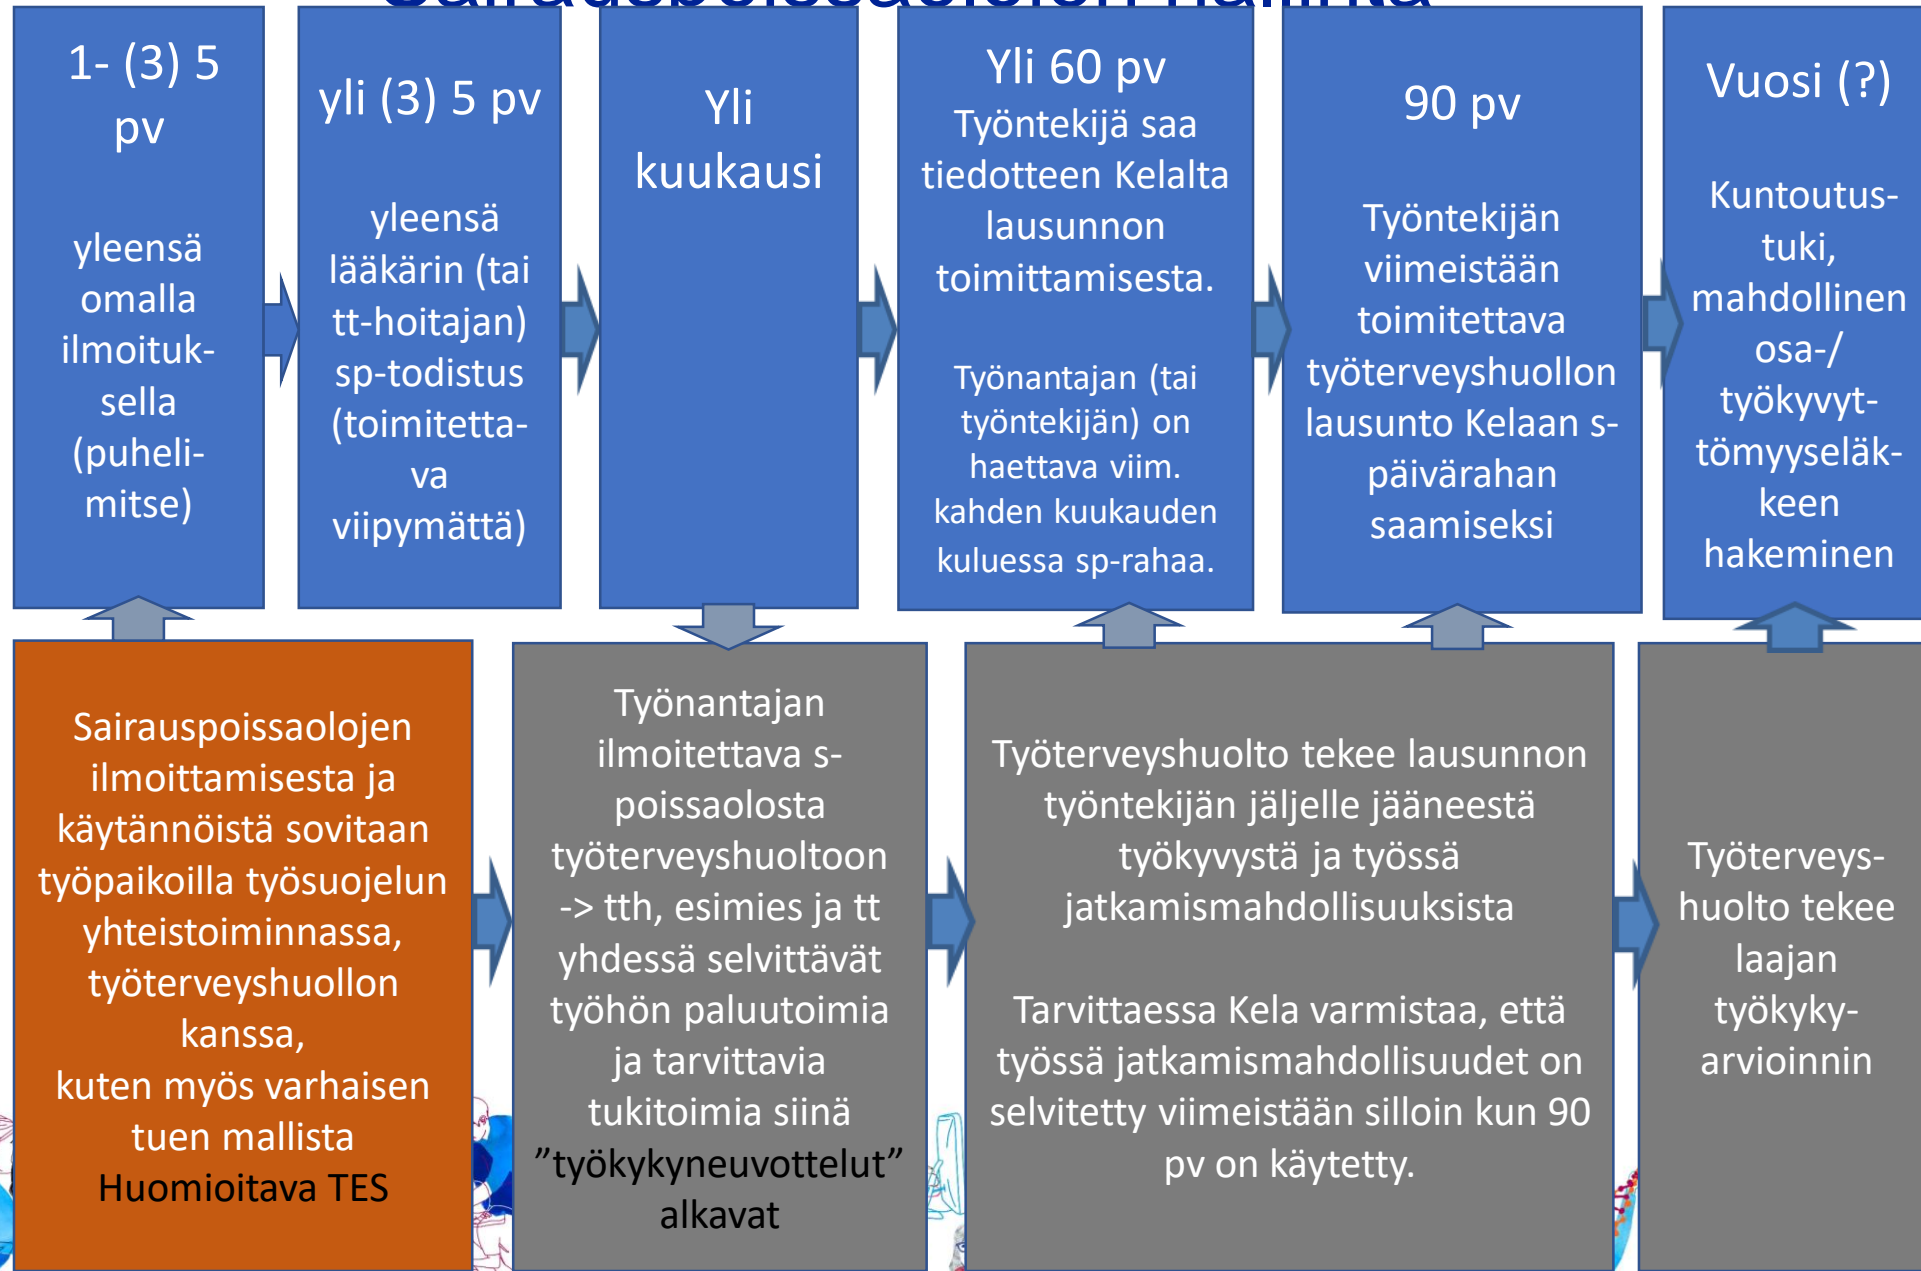 Sairauspoissaolojen hallinta
1- (3) 5
pv
yleensä
omalla
ilmoituk-
sella
(puheli-
mitse)
yli (3) 5 pv
yleensä
lääkärin (tai
tt-hoitajan)
sp-todistus
(toimitetta-
va
viipymättä)
Yli
kuukausi
Yli 60 pv
Työntekijä saa
tiedotteen Kelalta
lausunnon
toimittamisesta.
Työnantajan (tai
työntekijän) on
haettava viim.
kahden kuukauden
kuluessa sp-rahaa.
90 pv
Työntekijän
viimeistään
toimitettava
työterveyshuollon
lausunto Kelaan s-
päivärahan
saamiseksi
Vuosi (?)
Kuntoutus-
tuki,
mahdollinen
osa-/
työkyvyt-
tömyyseläk-
keen
hakeminen
Sairauspoissaolojen
ilmoittamisesta ja
käytännöistä sovitaan
työpaikoilla työsuojelun
yhteistoiminnassa,
työterveyshuollon
kanssa,
kuten myös varhaisen
tuen mallista
Huomioitava TES
Työnantajan
ilmoitettava s-
poissaolosta
työterveyshuoltoon
-> tth, esimies ja tt
yhdessä selvittävät
työhön paluutoimia
ja tarvittavia
tukitoimia siinä
”työkykyneuvottelut”
alkavat
Työterveyshuolto tekee lausunnon
työntekijän jäljelle jääneestä
työkyvystä ja työssä
jatkamismahdollisuuksista
Tarvittaessa Kela varmistaa, että
työssä jatkamismahdollisuudet on
selvitetty viimeistään silloin kun 90
pv on käytetty.
Työterveys-
huolto tekee
laajan
työkyky-
arvioinnin